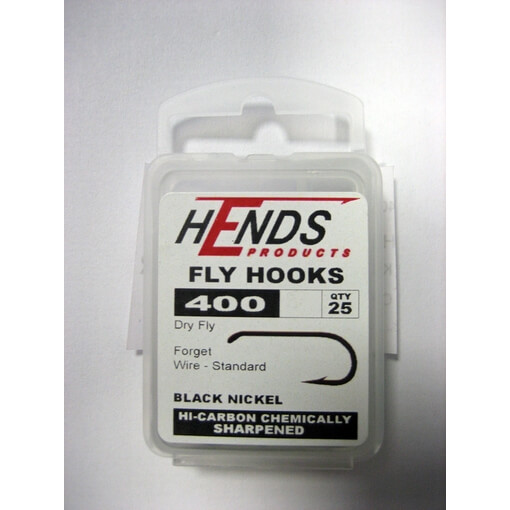 HENDS
PRODUCTS
FLY HOOKS
400 QTY 25
Dry Fly
Forget
Wire - Standard
BLACK NICKEL
HI-CARBON CHEMICALLY
SHARPENED